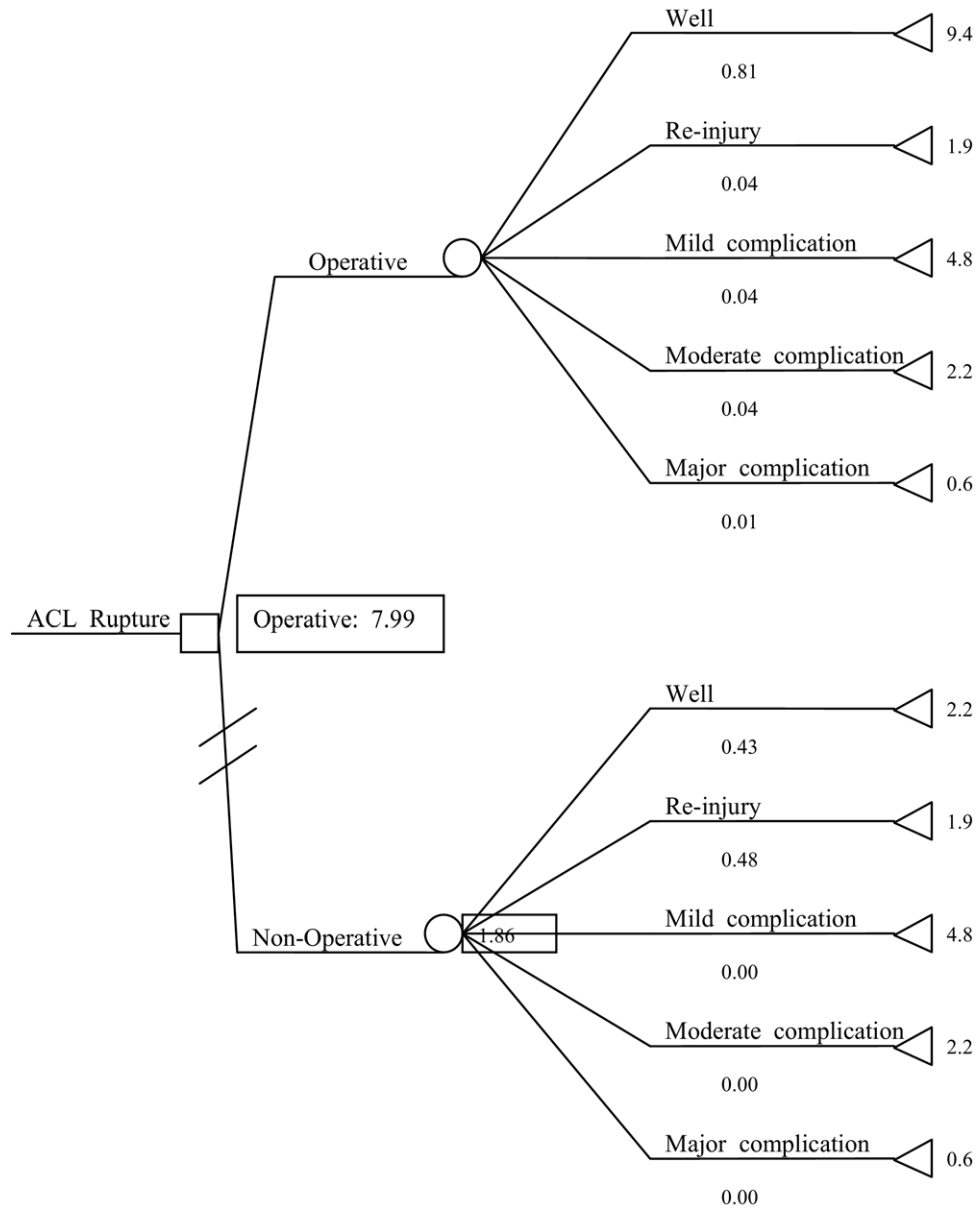 Well
9.4
0.81
Re-injury
1.9
0.04
Mild complication
4.8
Operative
0.04
Moderate complication
2.2
0.04
Major complication
0.6
0.01
ACL Rupture
Operative: 7.99
Well
2.2
0.43
Re-injury
1.9
0.48
Mild complication
4.8
Non-Operative
1.86
0.00
Moderate complication
2.2
0.00
Major complication
0.6
0.00